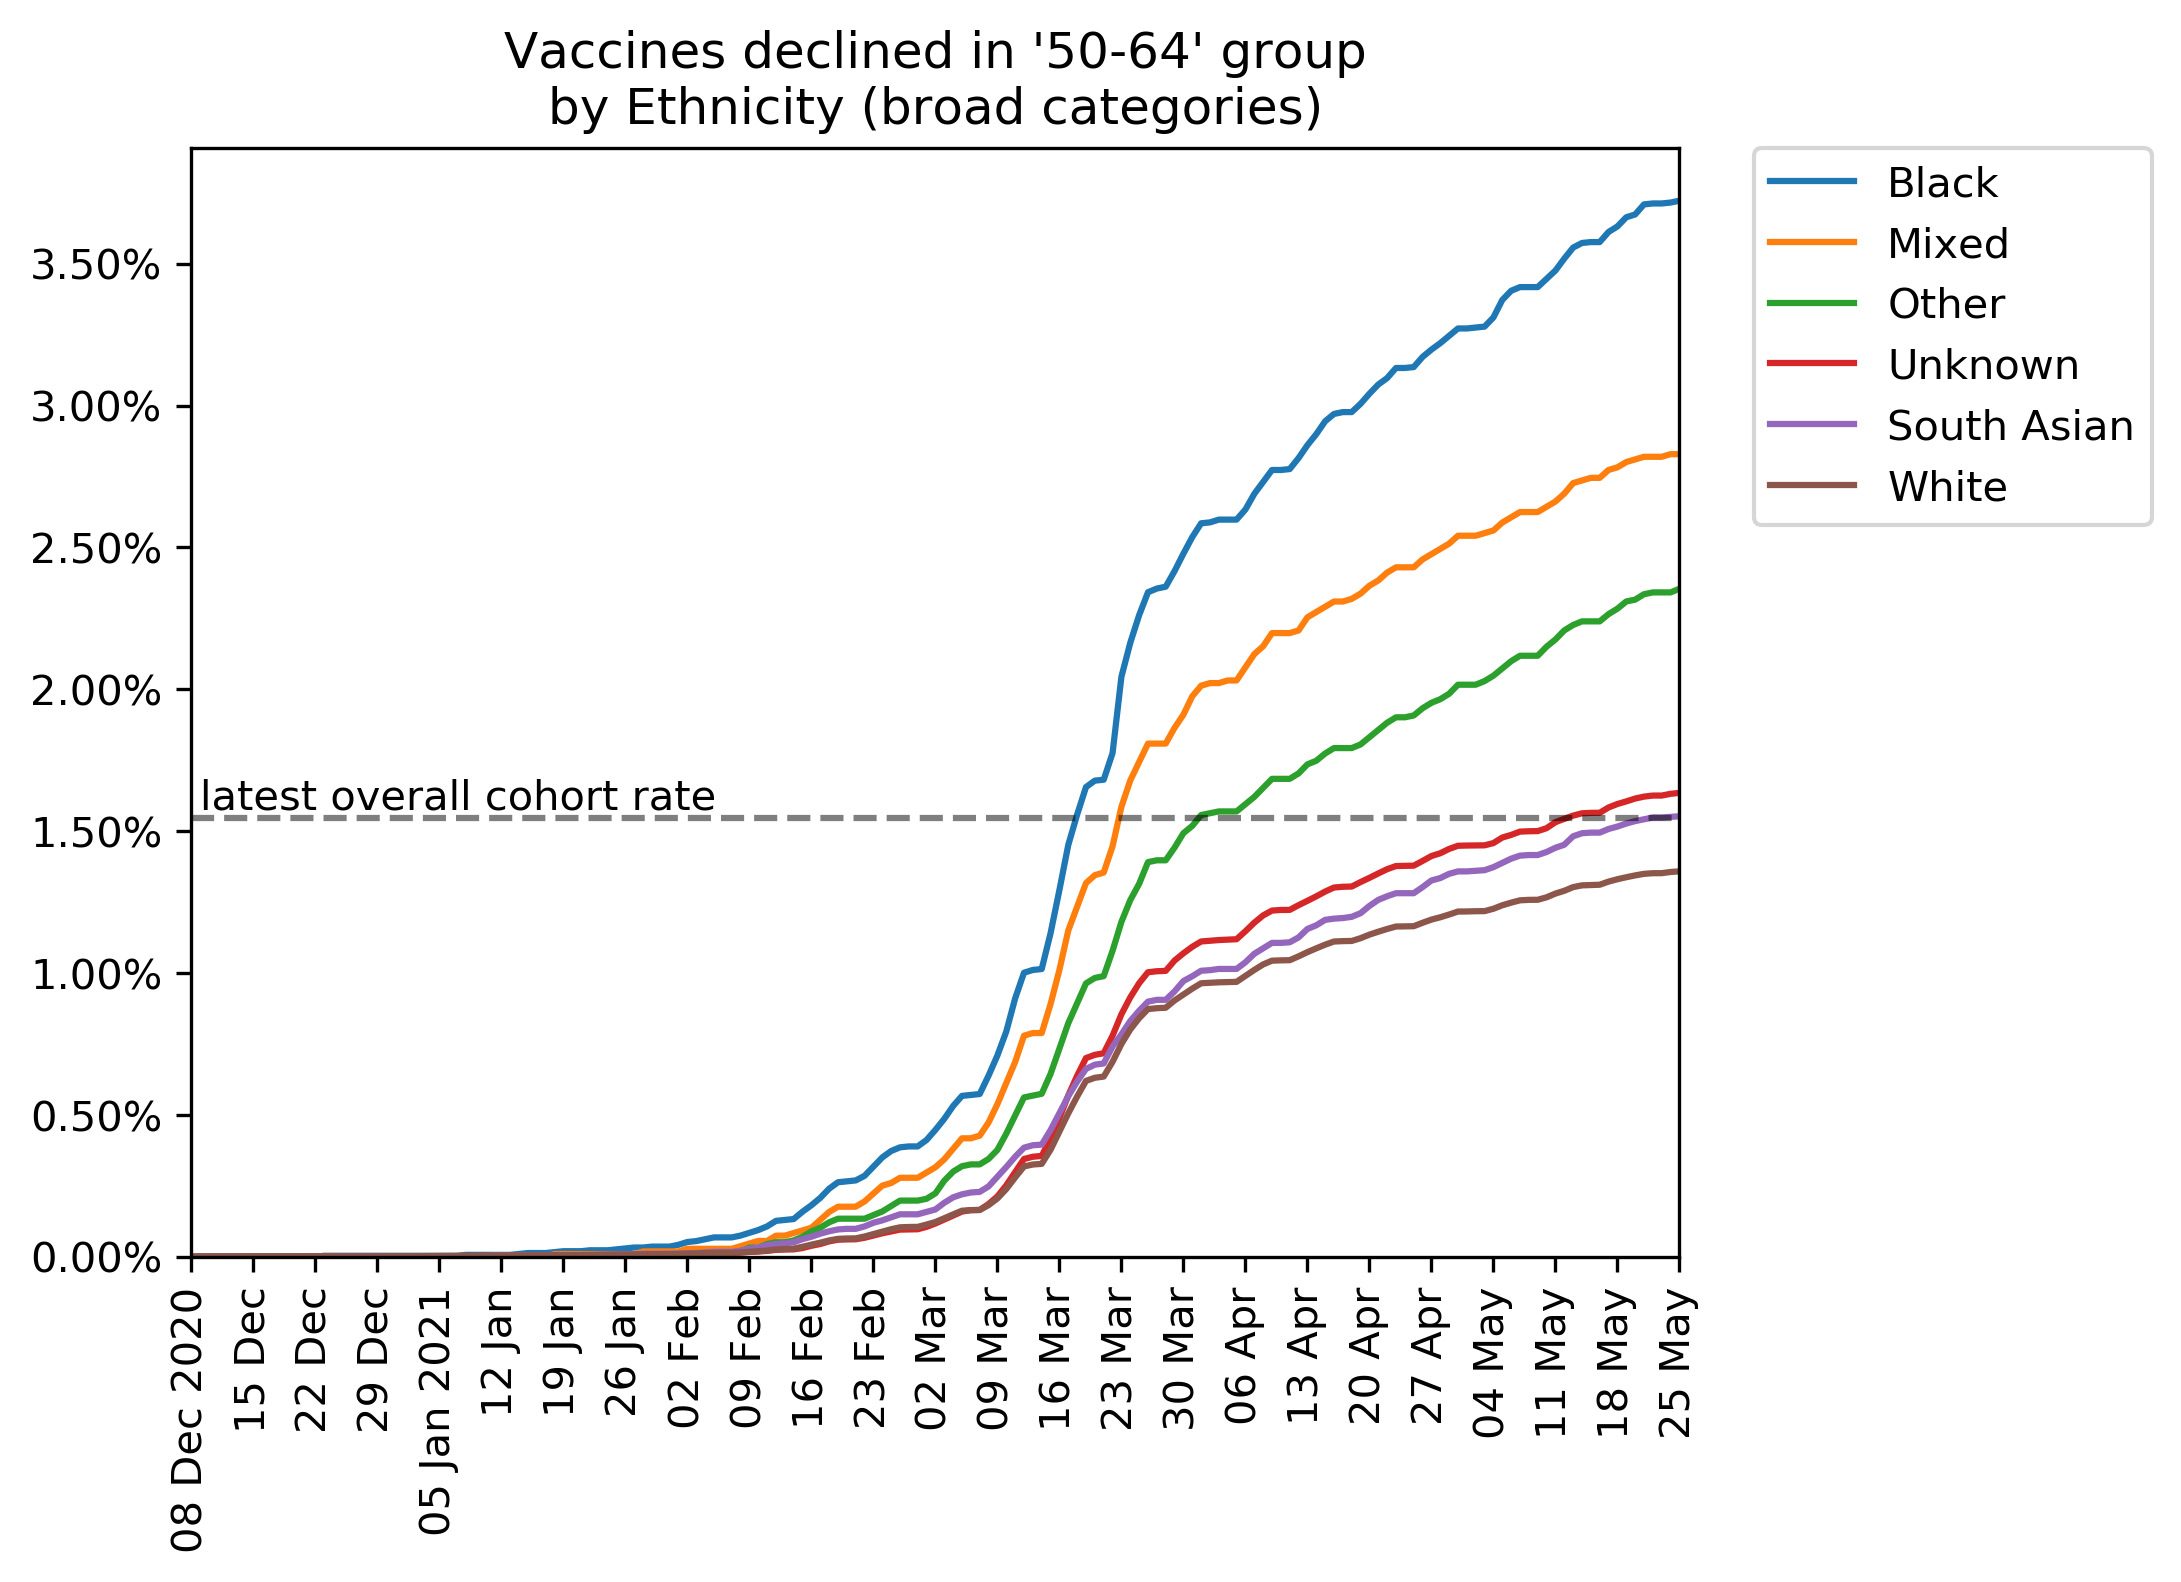 Vaccines declined in '50-64' group
by Ethnicity (broad categories)
3.50%
3.00%
2.50%
2.00%
1.50%
1.00%
0.50%
0.00%
latest overall cohort rate
08 Dec 2020
15 Dec
22 Dec
29 Dec
05 Jan 2021
12 Jan
19 Jan
26 Jan
02 Feb
09 Feb
16 Feb
23 Feb
02 Mar
09 Mar
16 Mar
23 Mar
30 Mar
06 Apr
13 Apr
20 Apr
27 Apr
04 May
11 May
18 May
25 May
Black
Mixed
Other
Unknown
South Asian
White